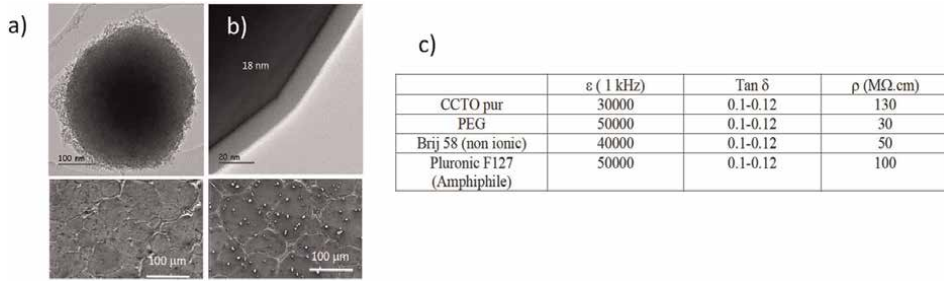 a)
b)
18 nm
100 nm
20 nm
100 µm
100 µm
c)
ε ( 1 kHz) Tan δ ρ (MΩ.cm)
CCTO pur 30000 0.1-0.12 130
PEG 50000 0.1-0.12 30
Brij 58 (non ionic) 40000 0.1-0.12 50
Pluronic F127 50000 0.1-0.12 100
(Amphiphile)